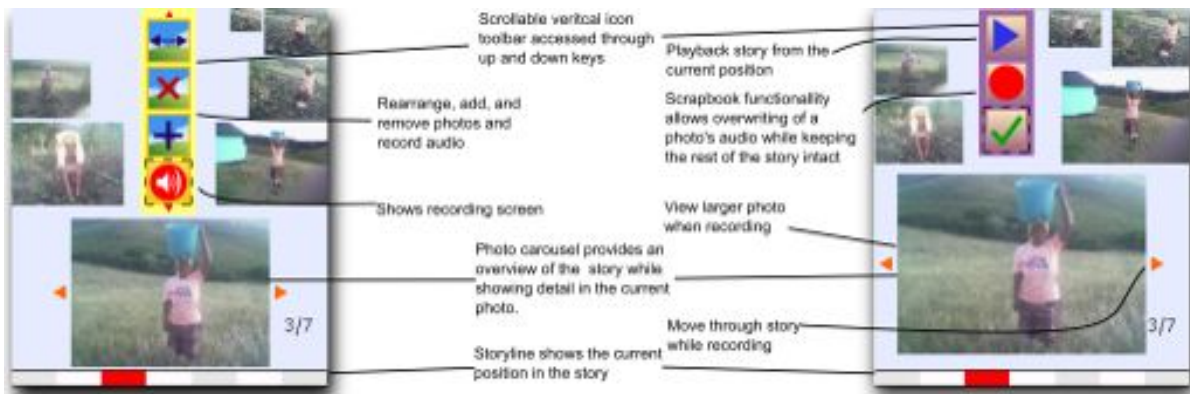 Scrollable veritcal icon
toolbar accessed through
up and down keys
Rearrange, add, and
remove photos and
record audio
Shows recording screen
Photo carousel provides an
overview of the story while
showing detail in the current
photo.
Storyline shows the current
position in the story
Playback story from the
current position
Scrapbook functionallity
allows overwriting of a
photo's audio while keeping
the rest of the story intact
View larger photo
when recording
Move through story
while recording
3/7
3/7